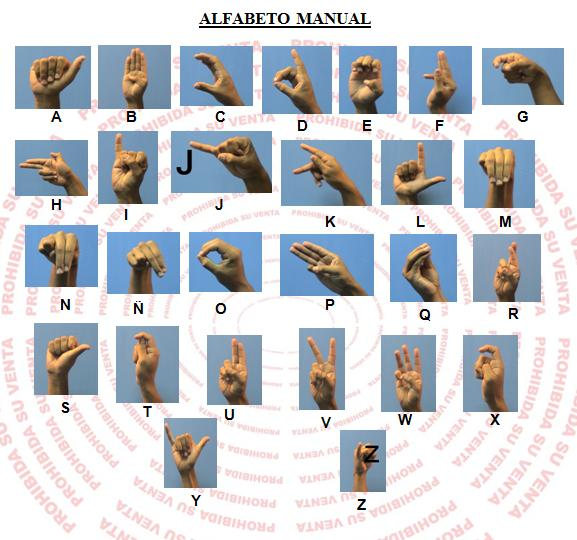 ALFABETO MANUAL
A B C D E F G
H I J J K L M
N Ñ O P Q R
S T U V W X
Y Z Z
PROHIBIDA SU VENTA